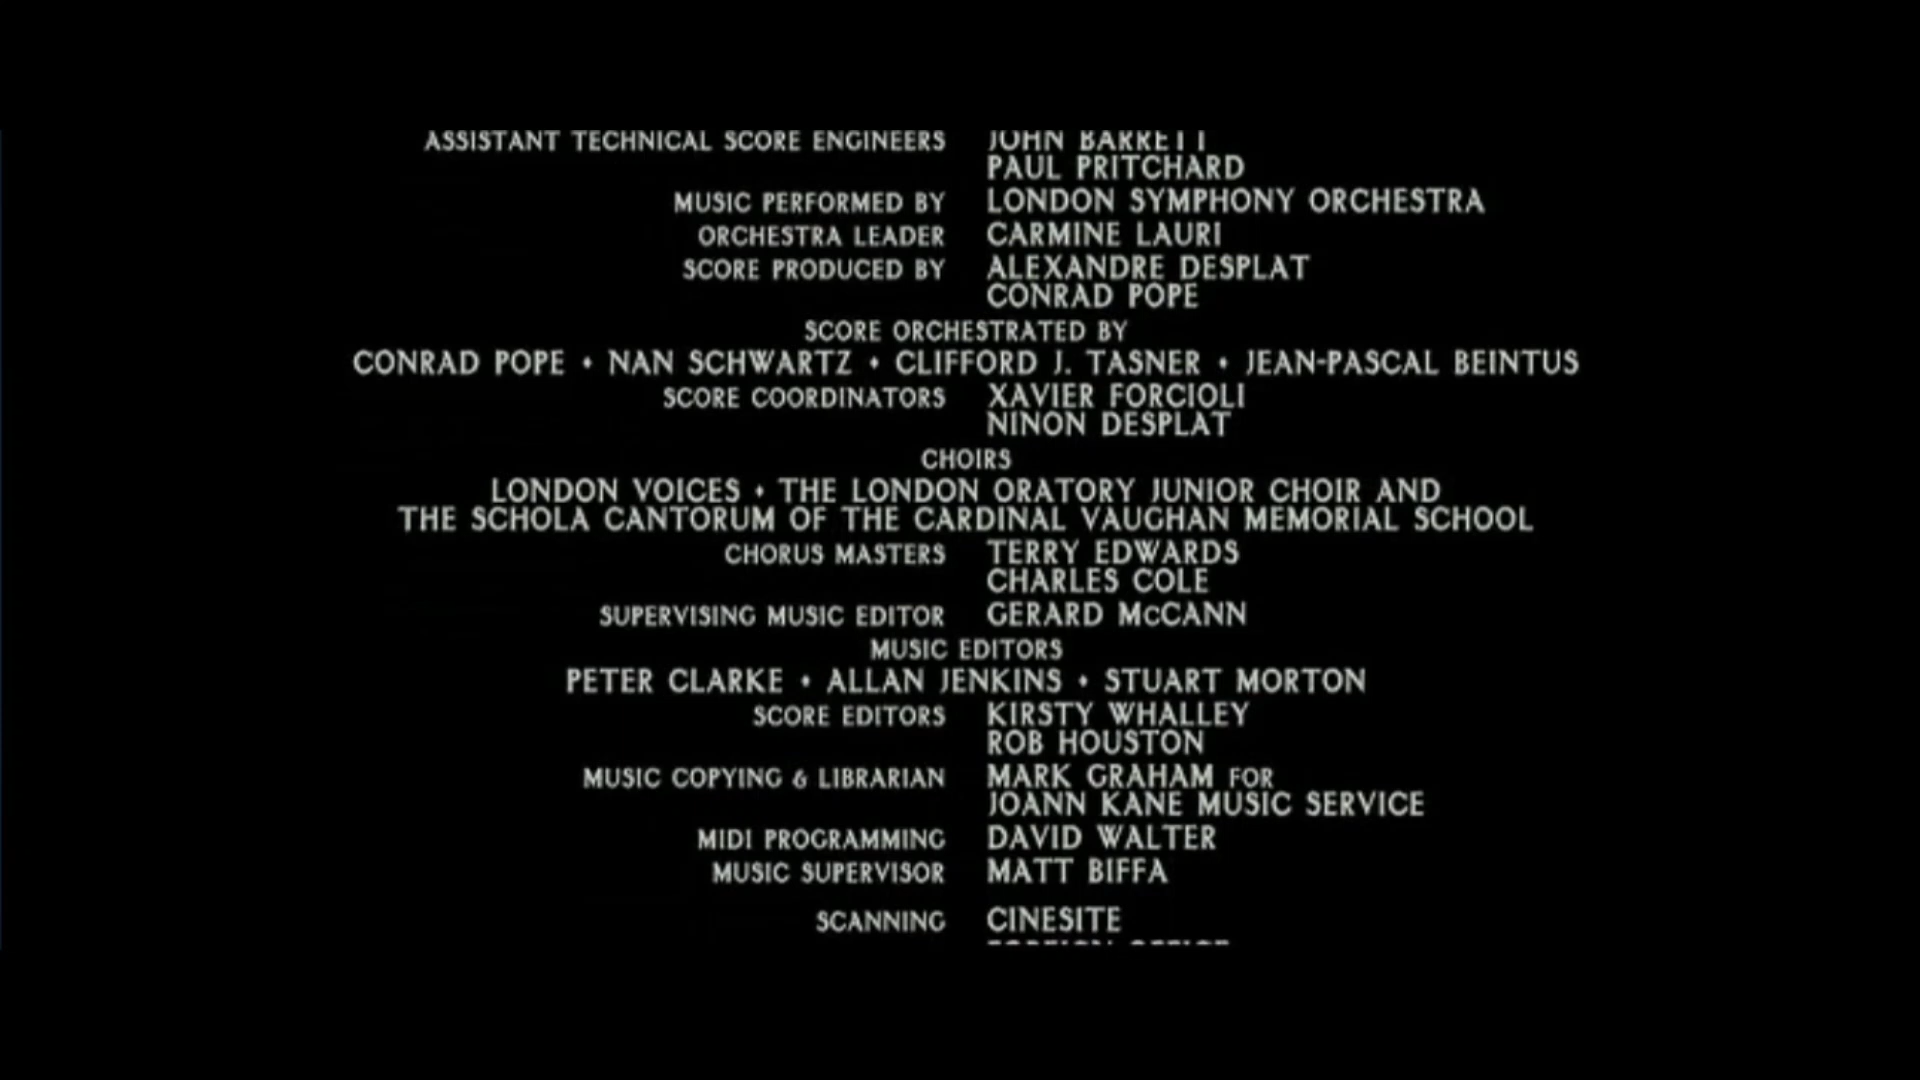 ASSISTANT TECHNICAL SCORE ENGINEERS JOHN BARRETT
PAUL PRITCHARD
MUSIC PERFORMED BY LONDON SYMPHONY ORCHESTRA
ORCHESTRA LEADER CARMINE LAURI
SCORE PRODUCED BY ALEXANDRE DESPLAT
CONRAD POPE
SCORE ORCHESTRATED BY
CONRAD POPE • NAN SCHWARTZ • CLIFFORD J. TASNER • JEAN-PASCAL BEINTUS
SCORE COORDINATORS XAVIER FORCIOLI
NINON DESPLAT
CHOIRS
LONDON VOICES • THE LONDON ORATORY JUNIOR CHOIR AND
THE SCHOLA CANTORUM OF THE CARDINAL VAUGHAN MEMORIAL SCHOOL
CHORUS MASTERS TERRY EDWARDS
CHARLES COLE
SUPERVISING MUSIC EDITOR GERARD McCANN
MUSIC EDITORS
PETER CLARKE • ALLAN JENKINS • STUART MORTON
SCORE EDITORS KIRSTY WHALLEY
ROB HOUSTON
MUSIC COPYING & LIBRARIAN MARK GRAHAM FOR
JOANN KANE MUSIC SERVICE
MIDI PROGRAMMING DAVID WALTER
MUSIC SUPERVISOR MATT BIFFA
SCANNING CINESITE